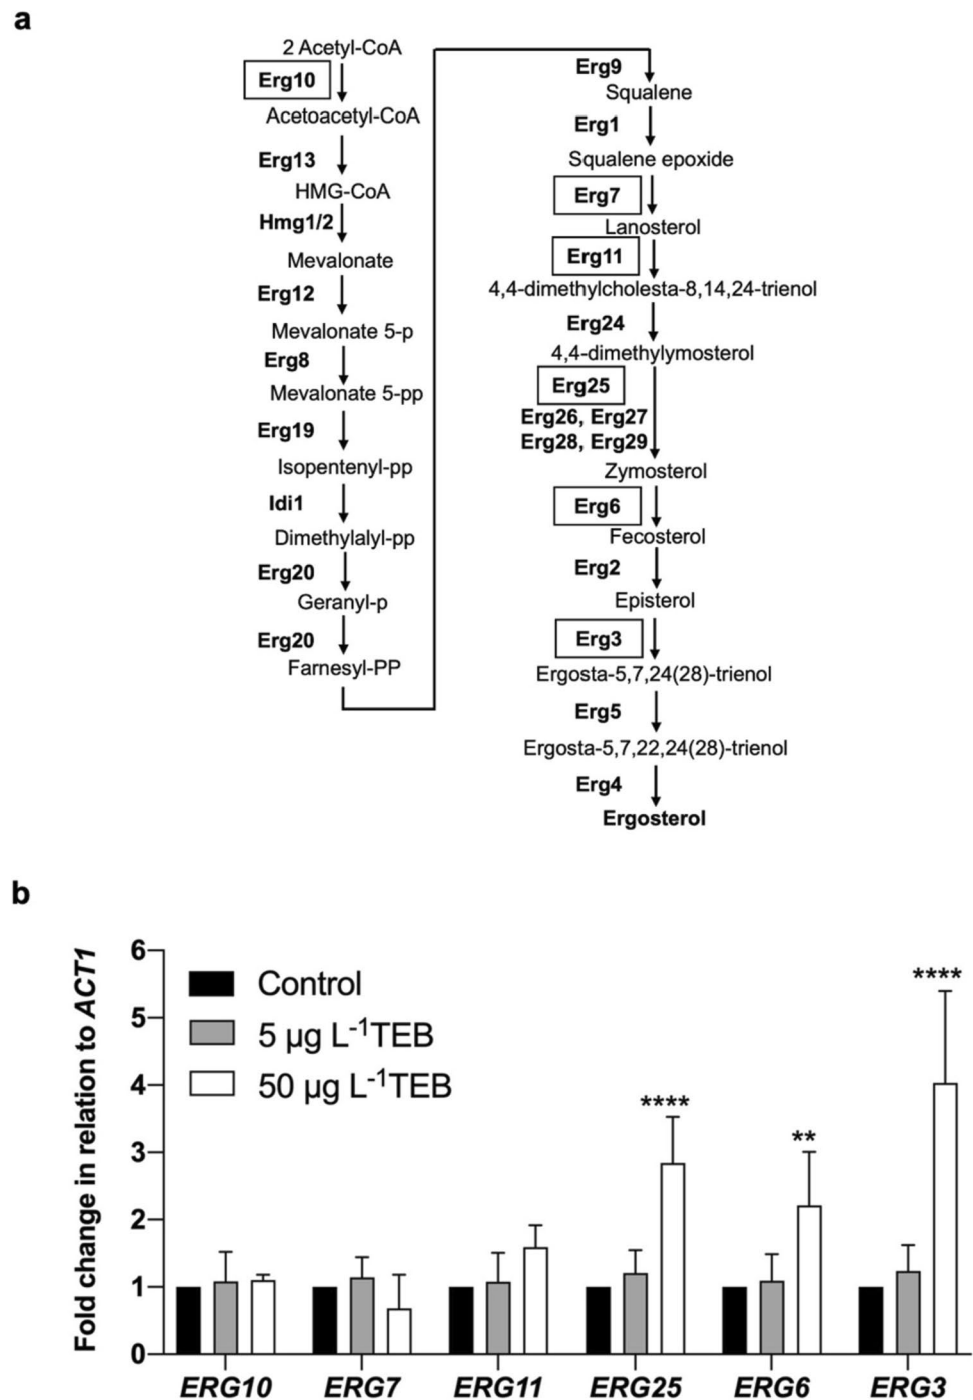 a
2 Acetyl-CoA
Erg10
Acetoacetyl-CoA
Erg13
HMG-CoA
Hmg1/2
Mevalonate
Erg12
Mevalonate 5-p
Erg8
Mevalonate 5-pp
Erg19
Isopentenyl-pp
Idi1
Dimethylalyl-pp
Erg20
Geranyl-p
Erg20
Farnesyl-PP
Erg9
Squalene
Erg1
Squalene epoxide
Erg7
Lanosterol
Erg11
4,4-dimethylcholesta-8,14,24-trienol
Erg24
4,4-dimethylymosterol
Erg25
Erg26, Erg27
Erg28, Erg29
Zymosterol
Erg6
Fecosterol
Erg2
Episterol
Erg3
Ergosta-5,7,24(28)-trienol
Erg5
Ergosta-5,7,22,24(28)-trienol
Erg4
Ergosterol
b
Fold change in relation to ACT1
6
5
4
3
2
1
0
Control
5 µg L⁻¹TEB
50 µg L⁻¹TEB
****
**
****
ERG10 ERG7 ERG11 ERG25 ERG6 ERG3